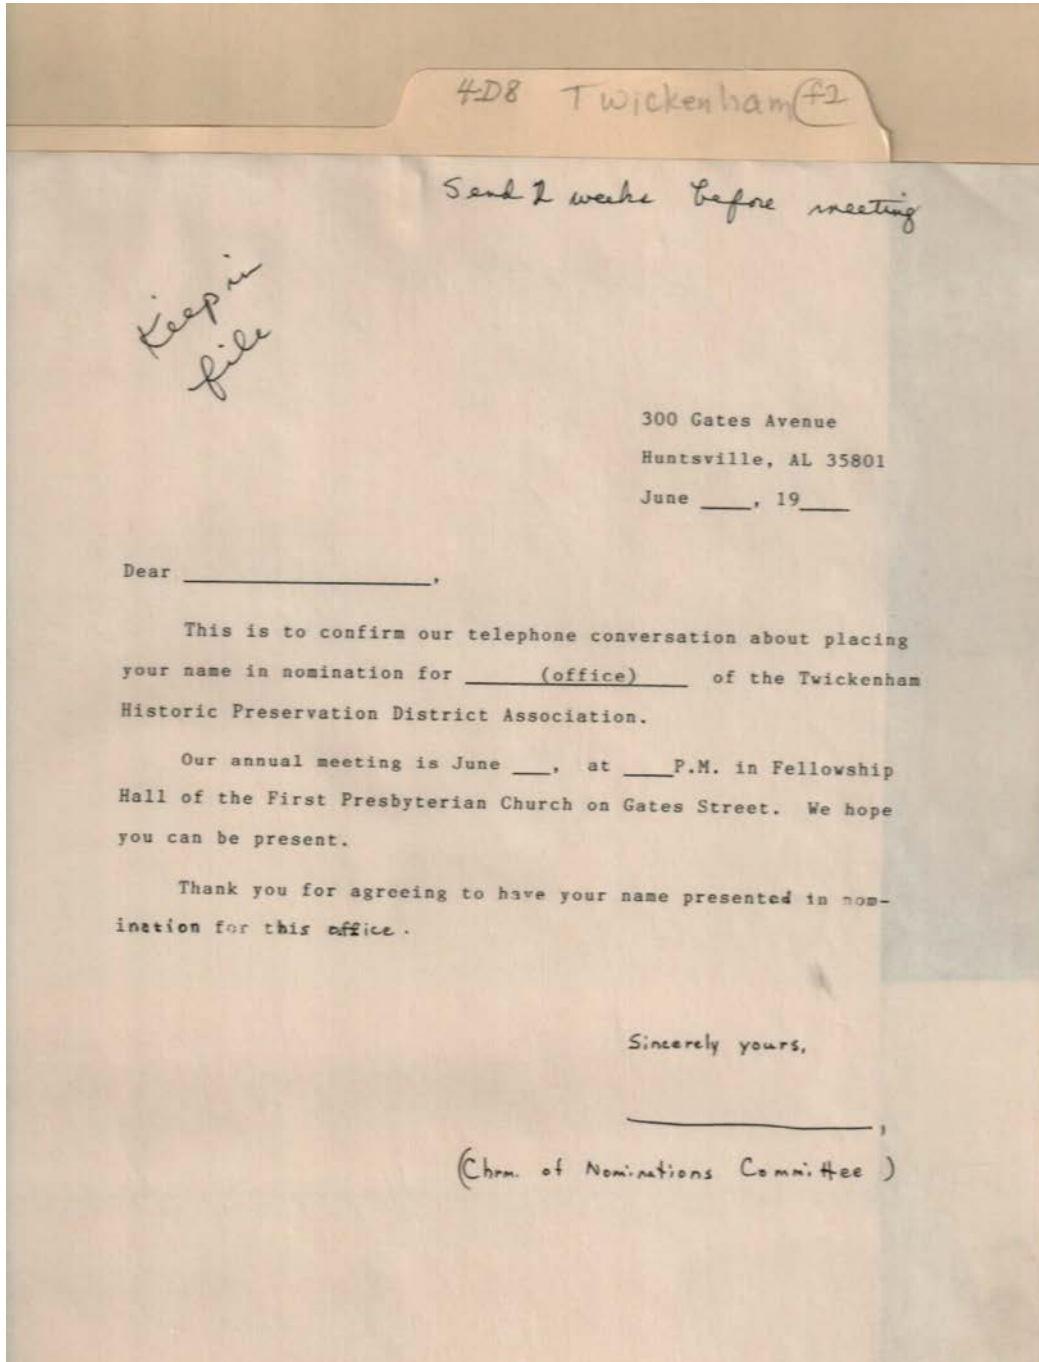 4-D8 Twickenham f2
Send 2 weeks before meeting
Keep in
file
300 Gates Avenue
Huntsville, AL 35801
June ____, 19____
Dear ____________________,
This is to confirm our telephone conversation about placing
your name in nomination for ______(office)____ of the Twickenham
Historic Preservation District Association.
Our annual meeting is June ___, at ____P.M. in Fellowship
Hall of the First Presbyterian Church on Gates Street. We hope
you can be present.
Thank you for agreeing to have your name presented in nom-
ination for this office.
Sincerely yours,
____________________,
(Chrm. of Nominations Committee)